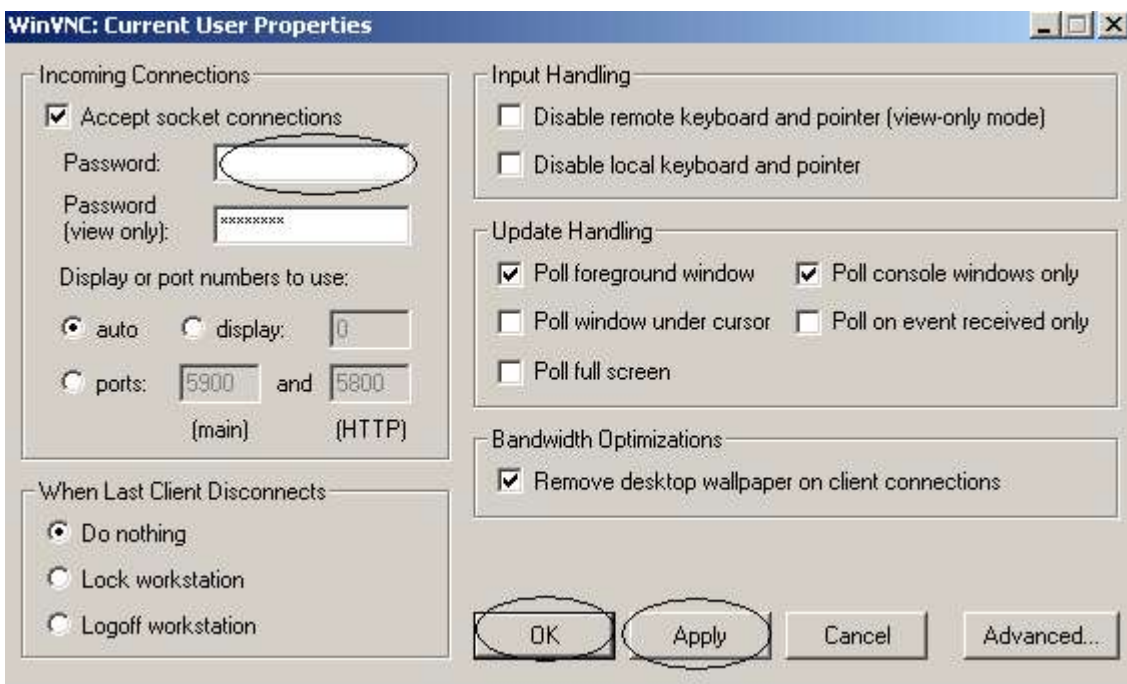 WinVNC: Current User Properties
Incoming Connections
Accept socket connections
Password:
Password
(view only):
********
Display or port numbers to use:
auto
display:
0
ports:
5900
and
5800
(main)
(HTTP)
When Last Client Disconnects
Do nothing
Lock workstation
Logoff workstation
Input Handling
Disable remote keyboard and pointer (view-only mode)
Disable local keyboard and pointer
Update Handling
Poll foreground window
Poll console windows only
Poll window under cursor
Poll on event received only
Poll full screen
Bandwidth Optimizations
Remove desktop wallpaper on client connections
OK
Apply
Cancel
Advanced...